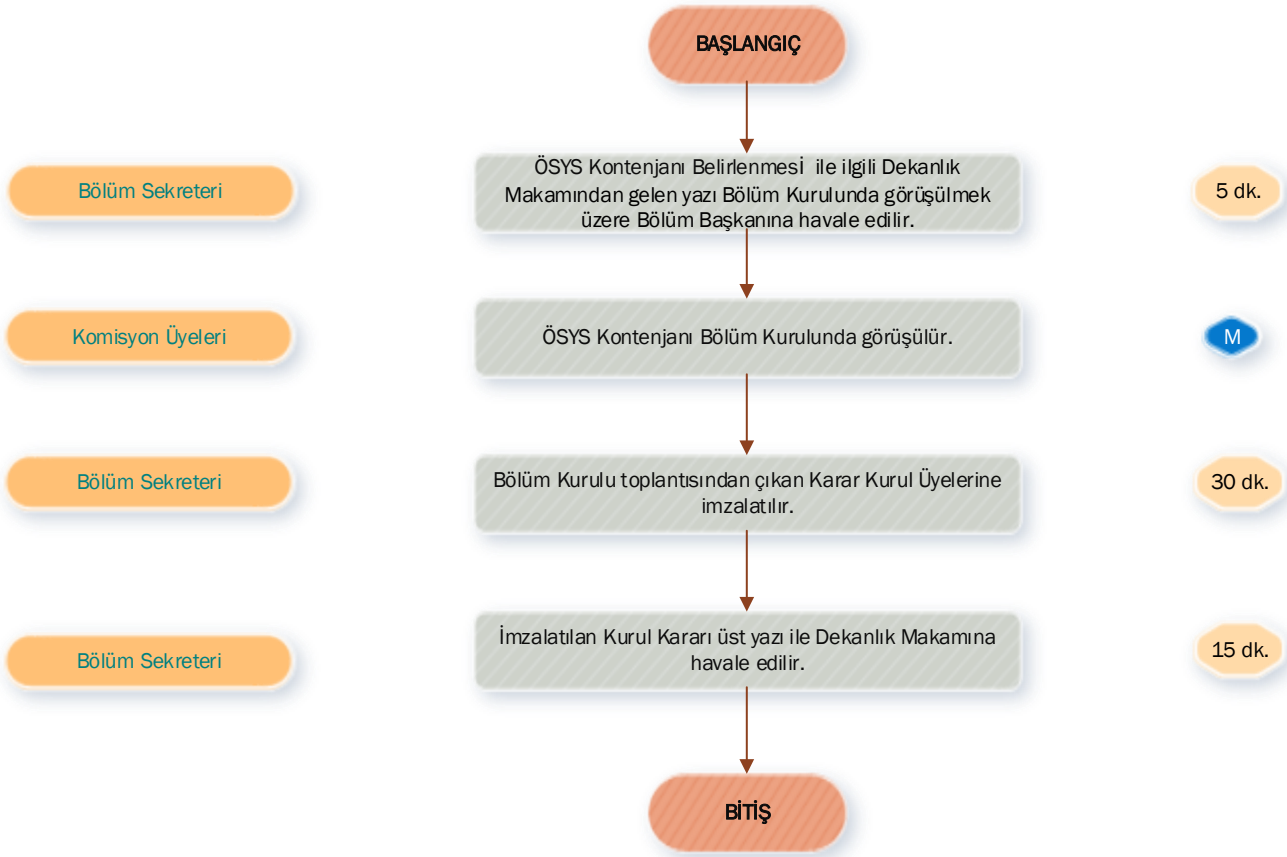 BAŞLANGIÇ
Bölüm Sekreteri
ÖSYS Kontenjanı Belirlenmesİ ile ilgili Dekanlık
Makamından gelen yazı Bölüm Kurulunda görüşülmek
üzere Bölüm Başkanına havale edilir.
5 dk.
Komisyon Üyeleri
ÖSYS Kontenjanı Bölüm Kurulunda görüşülür.
M
Bölüm Sekreteri
Bölüm Kurulu toplantısından çıkan Karar Kurul Üyelerine
imzalatılır.
30 dk.
Bölüm Sekreteri
İmzalatılan Kurul Kararı üst yazı ile Dekanlık Makamına
havale edilir.
15 dk.
BİTİŞ